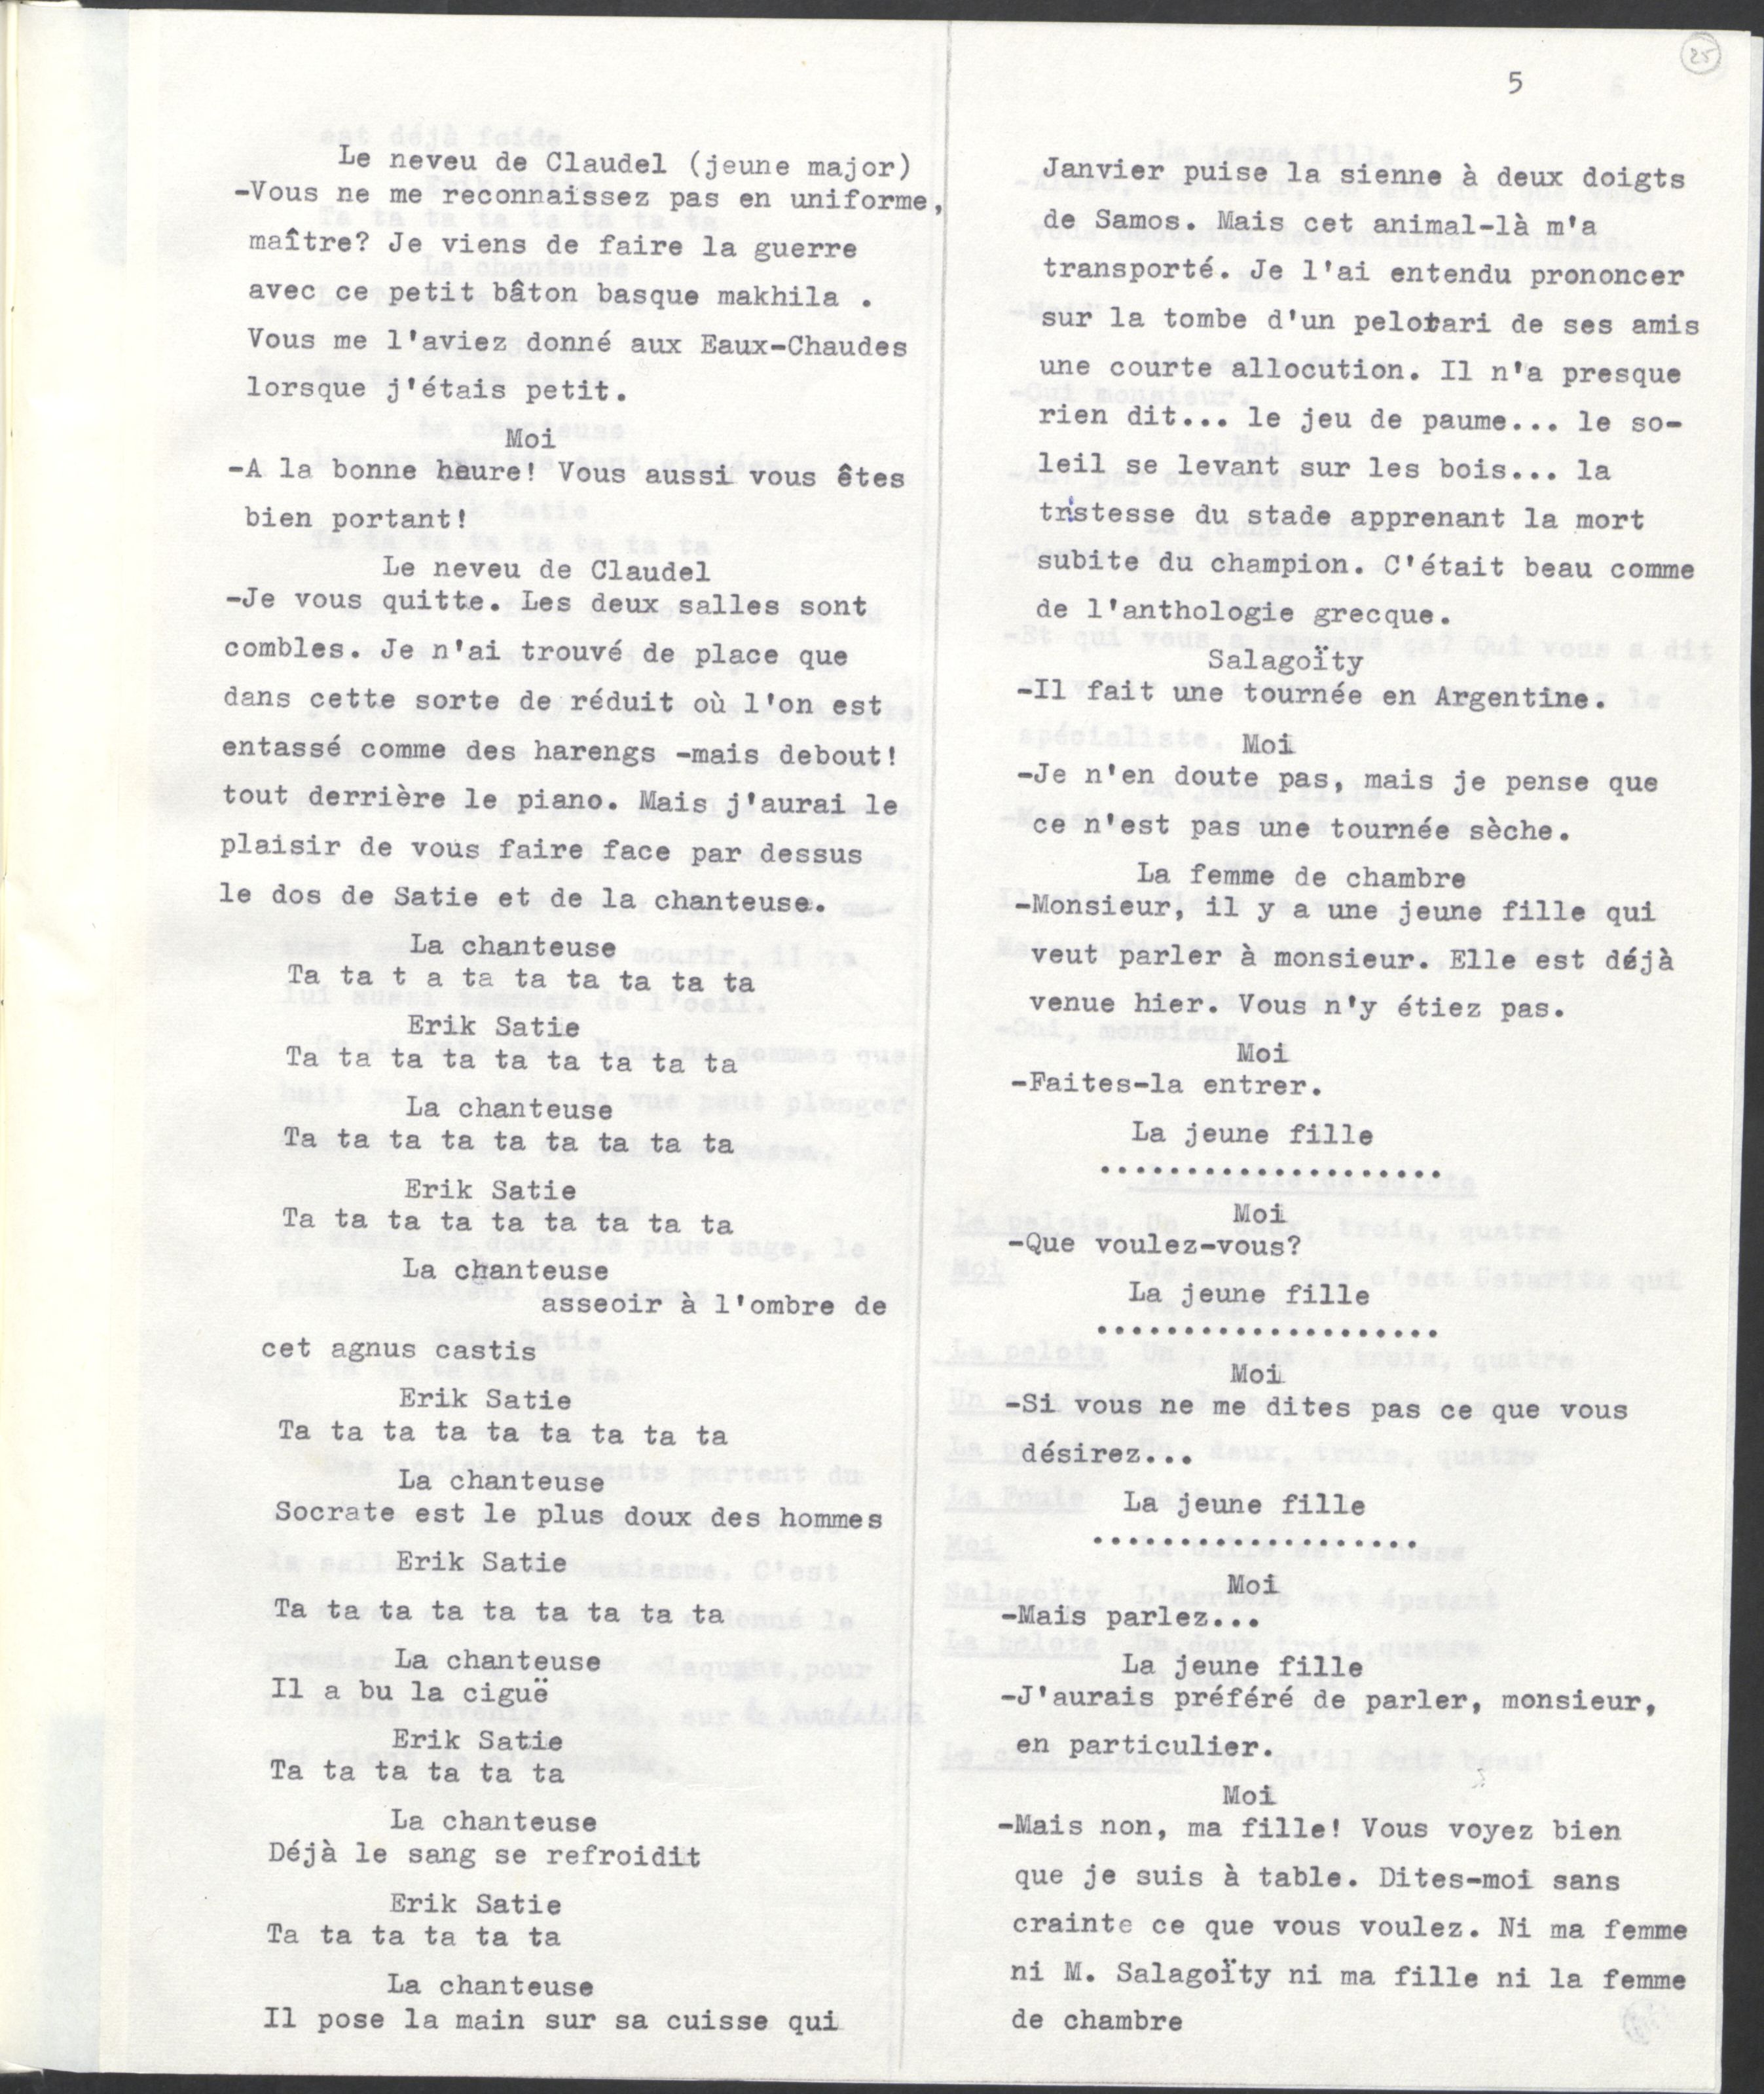 25
5
Le neveu de Claudel (jeune major)
-Vous ne me reconnaissez pas en uniforme,
maître? Je viens de faire la guerre
avec ce petit bâton basque makhila .
Vous me l'aviez donné aux Eaux-Chaudes
lorsque j'étais petit.
Moi
-A la bonne heure! Vous aussi vous êtes
bien portant!
Le neveu de Claudel
-Je vous quitte. Les deux salles sont
combles. Je n'ai trouvé de place que
dans cette sorte de réduit où l'on est
entassé comme des harengs -mais debout!
tout derrière le piano. Mais j'aurai le
plaisir de vous faire face par dessus
le dos de Satie et de la chanteuse.
La chanteuse
Ta ta t a ta ta ta ta ta ta
Erik Satie
Ta ta ta ta ta ta ta ta ta
La chanteuse
Ta ta ta ta ta ta ta ta ta
Erik Satie
Ta ta ta ta ta ta ta ta ta
La chanteuse
asseoir à l'ombre de
cet agnus castis
Erik Satie
Ta ta ta ta ta ta ta ta ta
La chanteuse
Socrate est le plus doux des hommes
Erik Satie
Ta ta ta ta ta ta ta ta ta
La chanteuse
Il a bu la ciguë
Erik Satie
Ta ta ta ta ta ta
La chanteuse
Déjà le sang se refroidit
Erik Satie
Ta ta ta ta ta ta
La chanteuse
Il pose la main sur sa cuisse qui
Janvier puise la sienne à deux doigts
de Samos. Mais cet animal-là m'a
transporté. Je l'ai entendu prononcer
sur la tombe d'un pelotari de ses amis
une courte allocution. Il n'a presque
rien dit... le jeu de paume... le so-
leil se levant sur les bois... la
tristesse du stade apprenant la mort
subite du champion. C'était beau comme
de l'anthologie grecque.
Salagoïty
-Il fait une tournée en Argentine.
Moi
-Je n'en doute pas, mais je pense que
ce n'est pas une tournée sèche.
La femme de chambre
-Monsieur, il y a une jeune fille qui
veut parler à monsieur. Elle est déjà
venue hier. Vous n'y étiez pas.
Moi
-Faites-la entrer.
La jeune fille
....................
Moi
-Que voulez-vous?
La jeune fille
....................
Moi
-Si vous ne me dites pas ce que vous
désirez...
La jeune fille
...................
Moi
-Mais parlez...
La jeune fille
-J'aurais préféré de parler, monsieur,
en particulier.
Moi
-Mais non, ma fille! Vous voyez bien
que je suis à table. Dites-moi sans
crainte ce que vous voulez. Ni ma femme
ni M. Salagoïty ni ma fille ni la femme
de chambre